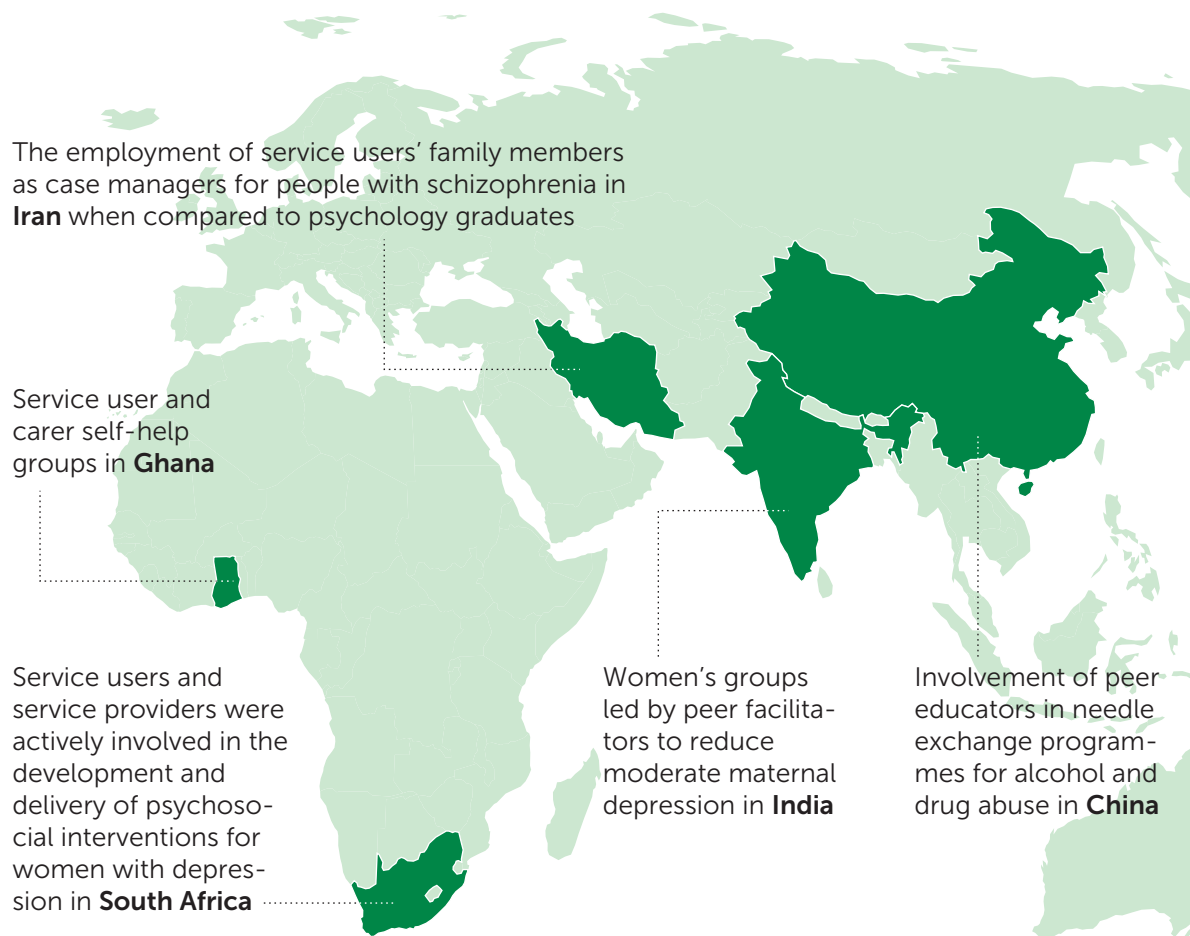 The employment of service users’ family members
as case managers for people with schizophrenia in
Iran when compared to psychology graduates
Service user and
carer self-help
groups in Ghana
Service users and
service providers were
actively involved in the
development and
delivery of psychoso-
cial interventions for
women with depres-
sion in South Africa
Women’s groups
led by peer facilita-
tors to reduce
moderate maternal
depression in India
Involvement of peer
educators in needle
exchange program-
mes for alcohol and
drug abuse in China